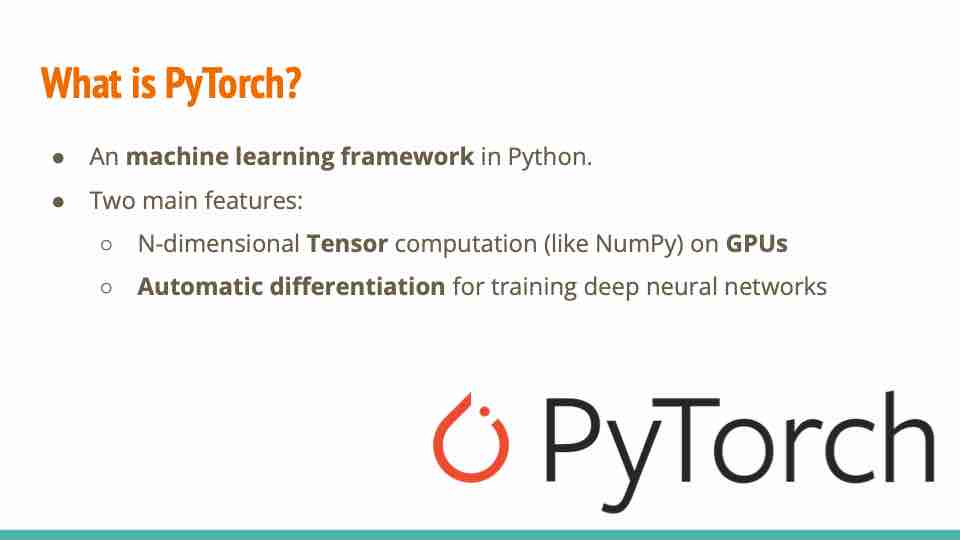 What is PyTorch?
● An machine learning framework in Python.
● Two main features:
○ N-dimensional Tensor computation (like NumPy) on GPUs
○ Automatic differentiation for training deep neural networks
PyTorch